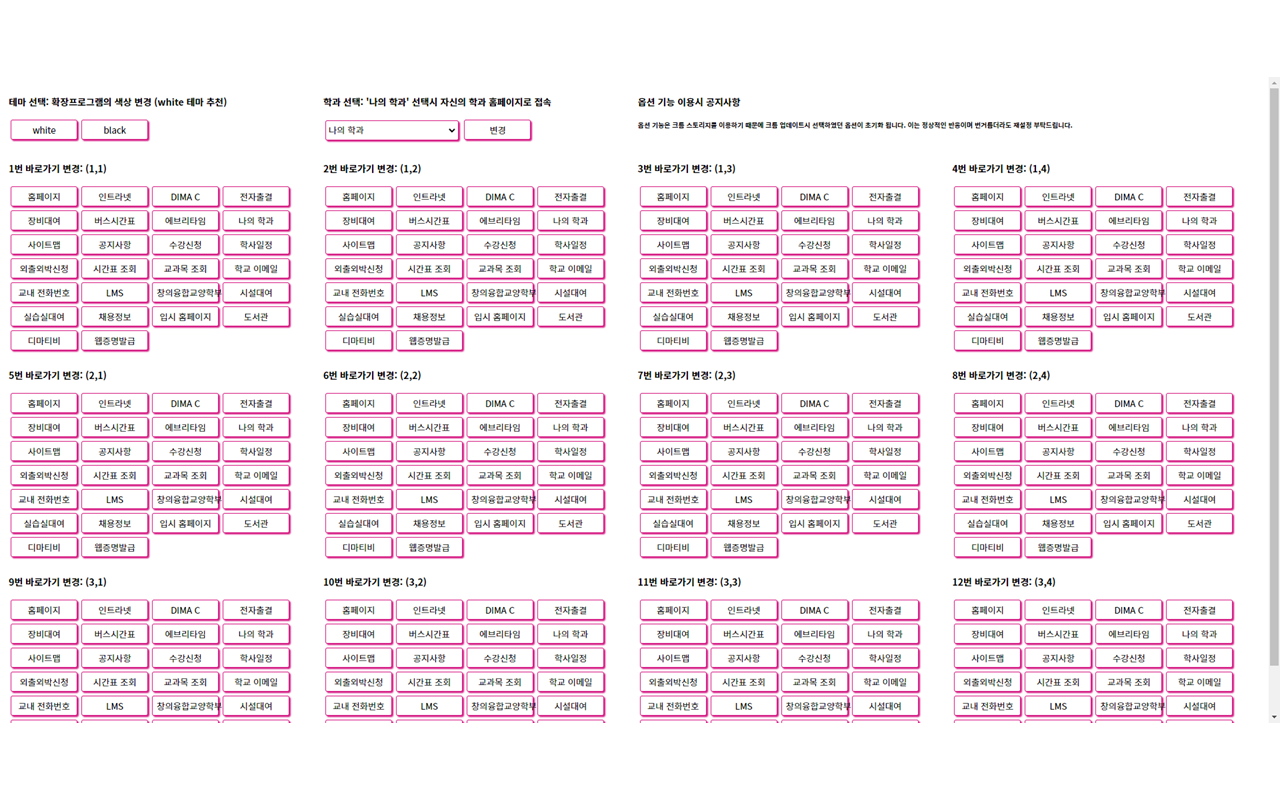 테마 선택: 확장프로그램의 색상 변경 (white 테마 추천) 학과 선택: '나의 학과' 선택시 자신의 학과 홈페이지로 접속 옵션 기능 이용시 공지사항
white black 나의 학과 변경 옵션 기능은 크롬 스토리지를 이용하기 때문에 크롬 업데이트시 선택하였던 옵션이 초기화 됩니다. 이는 정상적인 반응이며 번거롭더라도 재설정 부탁드립니다.
1번 바로가기 변경: (1,1) 2번 바로가기 변경: (1,2) 3번 바로가기 변경: (1,3) 4번 바로가기 변경: (1,4)
홈페이지 인트라넷 DIMA C 전자출결 홈페이지 인트라넷 DIMA C 전자출결 홈페이지 인트라넷 DIMA C 전자출결 홈페이지 인트라넷 DIMA C 전자출결
장비대여 버스시간표 에브리타임 나의 학과 장비대여 버스시간표 에브리타임 나의 학과 장비대여 버스시간표 에브리타임 나의 학과 장비대여 버스시간표 에브리타임 나의 학과
사이트맵 공지사항 수강신청 학사일정 사이트맵 공지사항 수강신청 학사일정 사이트맵 공지사항 수강신청 학사일정 사이트맵 공지사항 수강신청 학사일정
외출외박신청 시간표 조회 교과목 조회 학교 이메일 외출외박신청 시간표 조회 교과목 조회 학교 이메일 외출외박신청 시간표 조회 교과목 조회 학교 이메일 외출외박신청 시간표 조회 교과목 조회 학교 이메일
교내 전화번호 LMS 창의융합교양학부 시설대여 교내 전화번호 LMS 창의융합교양학부 시설대여 교내 전화번호 LMS 창의융합교양학부 시설대여 교내 전화번호 LMS 창의융합교양학부 시설대여
실습실대여 채용정보 입시 홈페이지 도서관 실습실대여 채용정보 입시 홈페이지 도서관 실습실대여 채용정보 입시 홈페이지 도서관 실습실대여 채용정보 입시 홈페이지 도서관
디마티비 웹증명발급 디마티비 웹증명발급 디마티비 웹증명발급 디마티비 웹증명발급
5번 바로가기 변경: (2,1) 6번 바로가기 변경: (2,2) 7번 바로가기 변경: (2,3) 8번 바로가기 변경: (2,4)
홈페이지 인트라넷 DIMA C 전자출결 홈페이지 인트라넷 DIMA C 전자출결 홈페이지 인트라넷 DIMA C 전자출결 홈페이지 인트라넷 DIMA C 전자출결
장비대여 버스시간표 에브리타임 나의 학과 장비대여 버스시간표 에브리타임 나의 학과 장비대여 버스시간표 에브리타임 나의 학과 장비대여 버스시간표 에브리타임 나의 학과
사이트맵 공지사항 수강신청 학사일정 사이트맵 공지사항 수강신청 학사일정 사이트맵 공지사항 수강신청 학사일정 사이트맵 공지사항 수강신청 학사일정
외출외박신청 시간표 조회 교과목 조회 학교 이메일 외출외박신청 시간표 조회 교과목 조회 학교 이메일 외출외박신청 시간표 조회 교과목 조회 학교 이메일 외출외박신청 시간표 조회 교과목 조회 학교 이메일
교내 전화번호 LMS 창의융합교양학부 시설대여 교내 전화번호 LMS 창의융합교양학부 시설대여 교내 전화번호 LMS 창의융합교양학부 시설대여 교내 전화번호 LMS 창의융합교양학부 시설대여
실습실대여 채용정보 입시 홈페이지 도서관 실습실대여 채용정보 입시 홈페이지 도서관 실습실대여 채용정보 입시 홈페이지 도서관 실습실대여 채용정보 입시 홈페이지 도서관
디마티비 웹증명발급 디마티비 웹증명발급 디마티비 웹증명발급 디마티비 웹증명발급
9번 바로가기 변경: (3,1) 10번 바로가기 변경: (3,2) 11번 바로가기 변경: (3,3) 12번 바로가기 변경: (3,4)
홈페이지 인트라넷 DIMA C 전자출결 홈페이지 인트라넷 DIMA C 전자출결 홈페이지 인트라넷 DIMA C 전자출결 홈페이지 인트라넷 DIMA C 전자출결
장비대여 버스시간표 에브리타임 나의 학과 장비대여 버스시간표 에브리타임 나의 학과 장비대여 버스시간표 에브리타임 나의 학과 장비대여 버스시간표 에브리타임 나의 학과
사이트맵 공지사항 수강신청 학사일정 사이트맵 공지사항 수강신청 학사일정 사이트맵 공지사항 수강신청 학사일정 사이트맵 공지사항 수강신청 학사일정
외출외박신청 시간표 조회 교과목 조회 학교 이메일 외출외박신청 시간표 조회 교과목 조회 학교 이메일 외출외박신청 시간표 조회 교과목 조회 학교 이메일 외출외박신청 시간표 조회 교과목 조회 학교 이메일
교내 전화번호 LMS 창의융합교양학부 시설대여 교내 전화번호 LMS 창의융합교양학부 시설대여 교내 전화번호 LMS 창의융합교양학부 시설대여 교내 전화번호 LMS 창의융합교양학부 시설대여